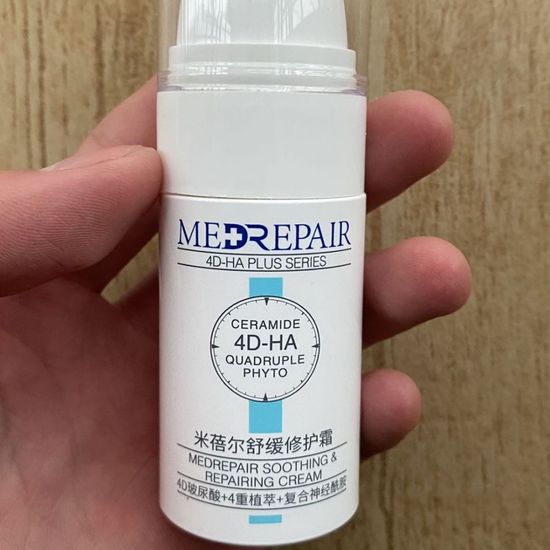 MEDREPAIR
4D-HA PLUS SERIES
CERAMIDE
4D-HA
QUADRUPLE
PHYTO
米蓓尔舒缓修护霜
MEDREPAIR SOOTHING &
REPAIRING CREAM
4D玻尿酸+4重植萃+复合神经酰胺